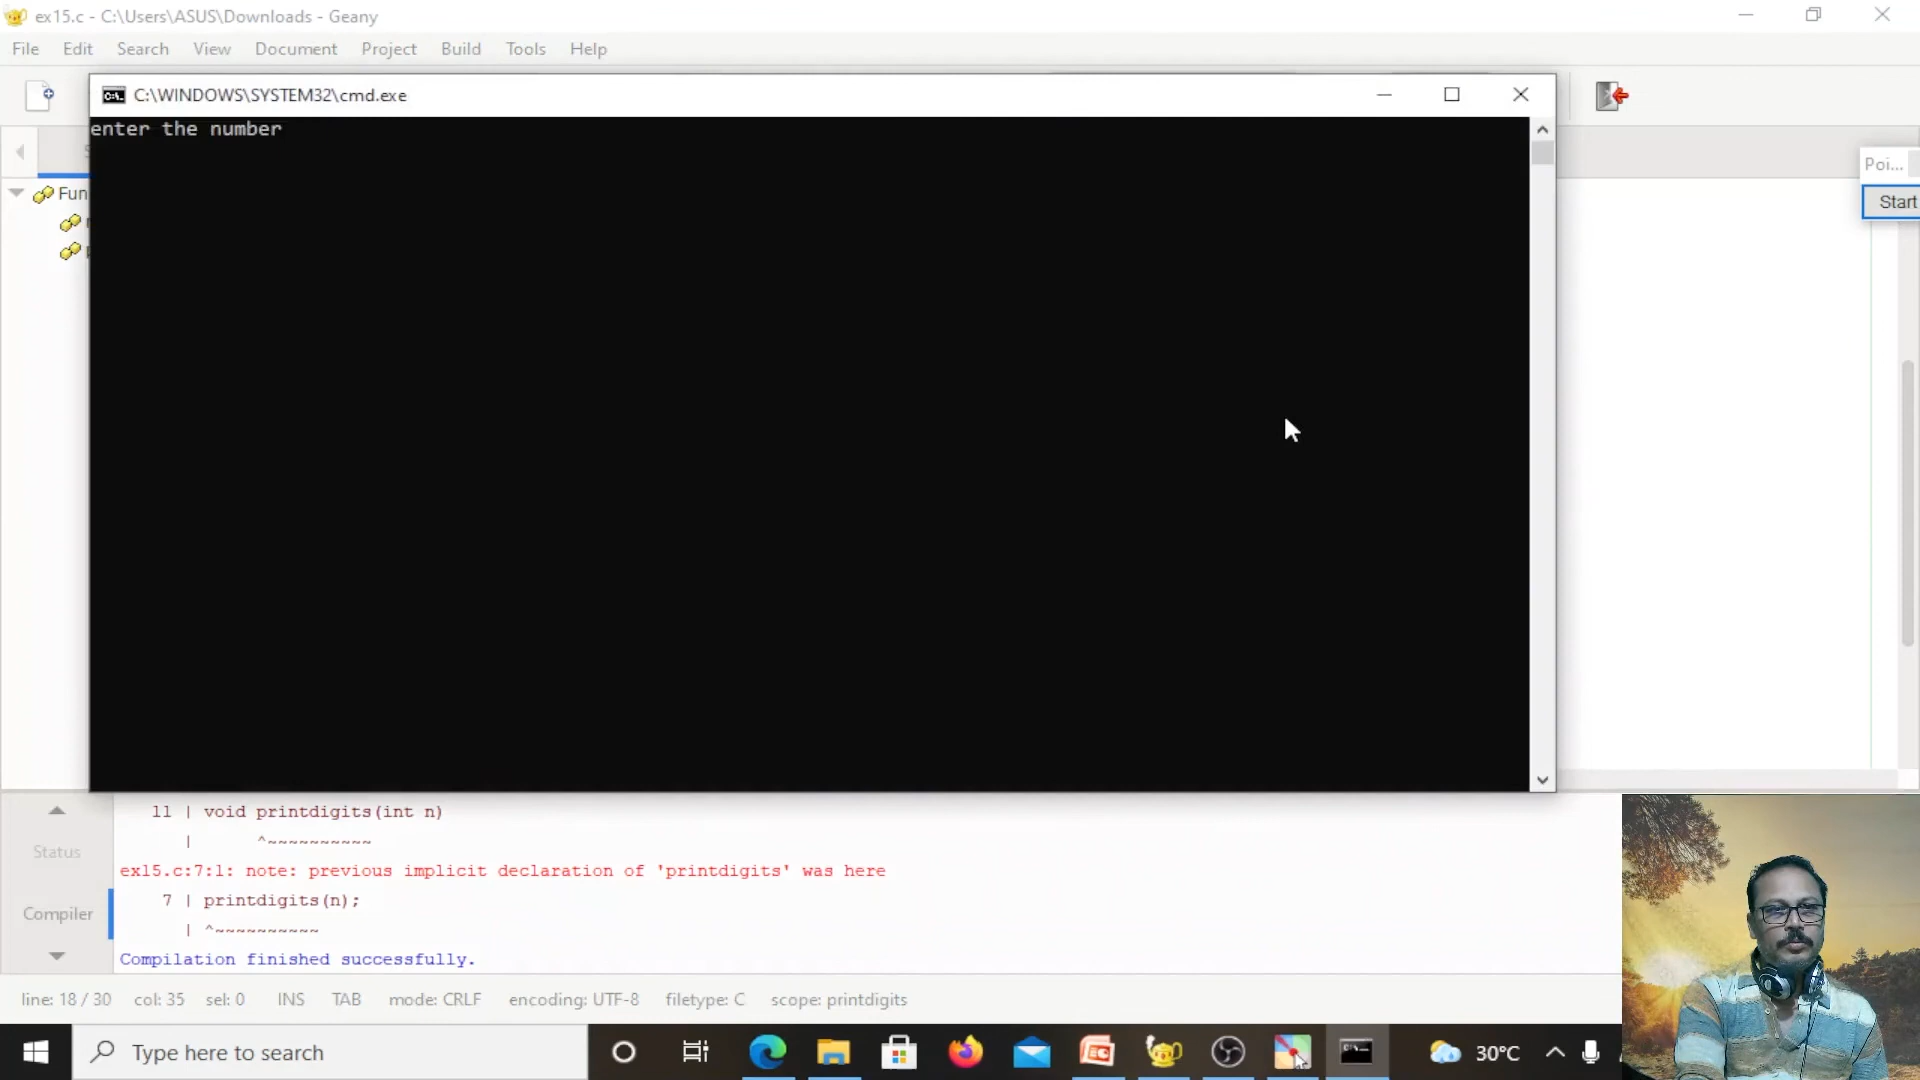 ex15.c - C:\Users\ASUS\Downloads - Geany
File Edit Search View Document Project Build Tools Help
C:\WINDOWS\SYSTEM32\cmd.exe
enter the number
Poi...
Fun
Start
11 | void printdigits(int n)
| ^~~~~~~~~~~
Status
ex15.c:7:1: note: previous implicit declaration of 'printdigits' was here
7 | printdigits(n);
Compiler
| ^~~~~~~~~~~
Compilation finished successfully.
line: 18 / 30 col: 35 sel: 0 INS TAB mode: CRLF encoding: UTF-8 filetype: C scope: printdigits
Type here to search
30°C